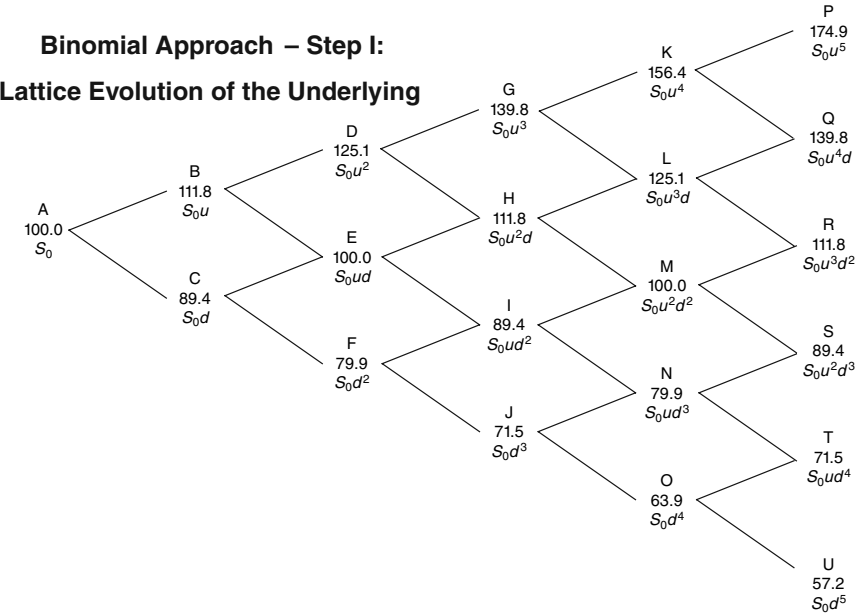 Binomial Approach – Step I:
Lattice Evolution of the Underlying
A
100.0
S₀
B
111.8
S₀u
C
89.4
S₀d
D
125.1
S₀u²
E
100.0
S₀ud
F
79.9
S₀d²
G
139.8
S₀u³
H
111.8
S₀u²d
I
89.4
S₀ud²
J
71.5
S₀d³
K
156.4
S₀u⁴
L
125.1
S₀u³d
M
100.0
S₀u²d²
N
79.9
S₀ud³
O
63.9
S₀d⁴
P
174.9
S₀u⁵
Q
139.8
S₀u⁴d
R
111.8
S₀u³d²
S
89.4
S₀u²d³
T
71.5
S₀ud⁴
U
57.2
S₀d⁵